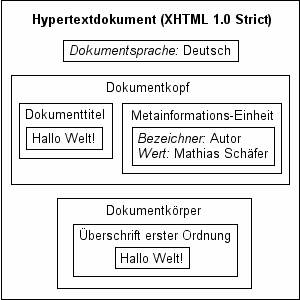 Hypertextdokument (XHTML 1.0 Strict)
Dokumentsprache: Deutsch
Dokumentkopf
Dokumenttitel
Hallo Welt!
Metainformations-Einheit
Bezeichner: Autor
Wert: Mathias Schäfer
Dokumentkörper
Überschrift erster Ordnung
Hallo Welt!